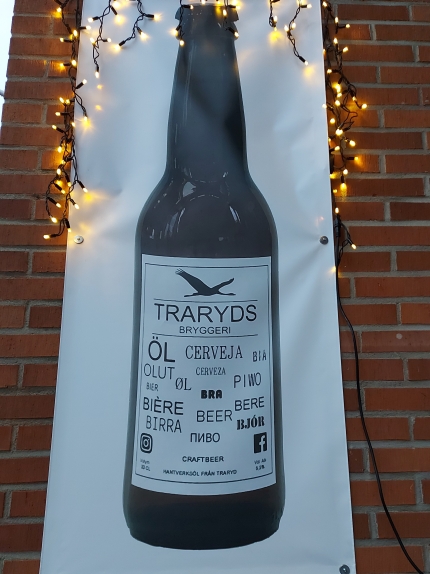 TRARYDS
BRYGGERI
ÖL CERVEJA BIA
OLUT CERVEZA
BIER ØL BRA PIWO
BIÈRE BEER BERE
BIRRA BJÓR
ПИВО
CRAFTBEER
HANTVERKSÖL FRÅN TRARYD